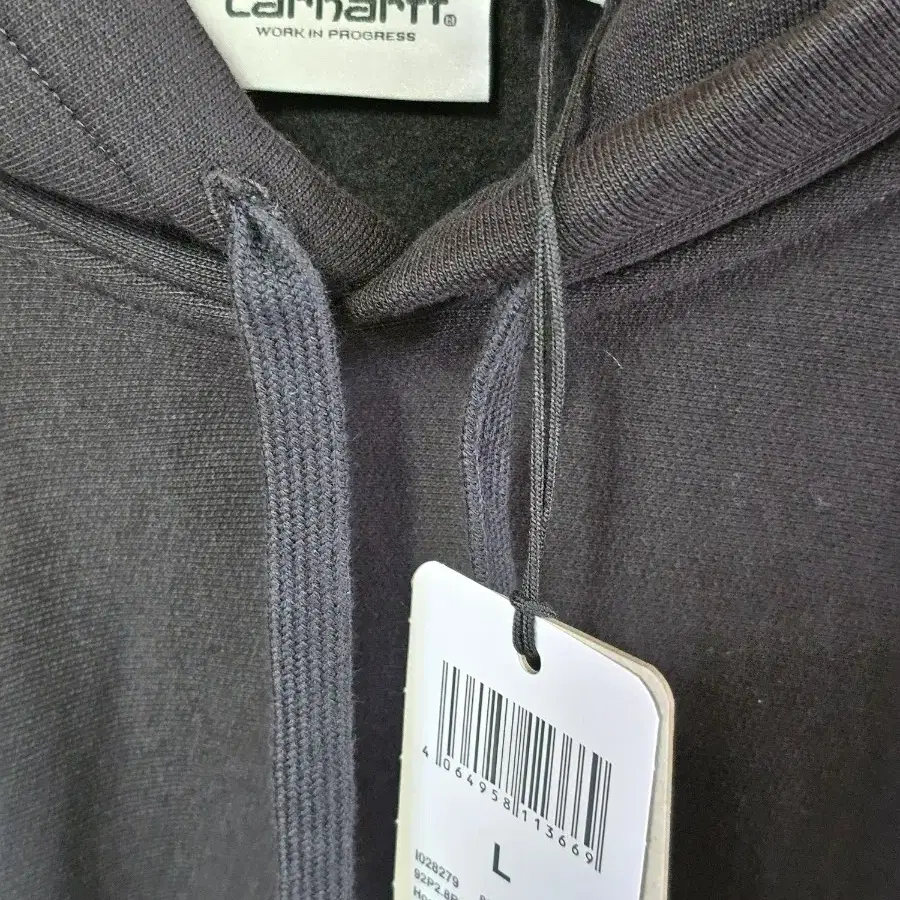 carhartt®
WORK IN PROGRESS
4 064958 113669
L
I028279